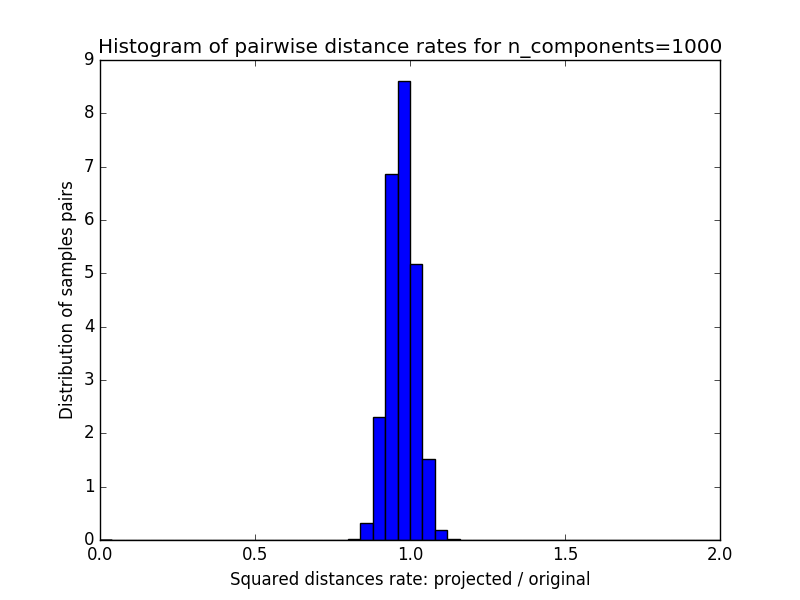 Histogram of pairwise distance rates for n_components=1000
9
8
7
6
5
4
3
2
1
0
Distribution of samples pairs
0.0 0.5 1.0 1.5 2.0
Squared distances rate: projected / original